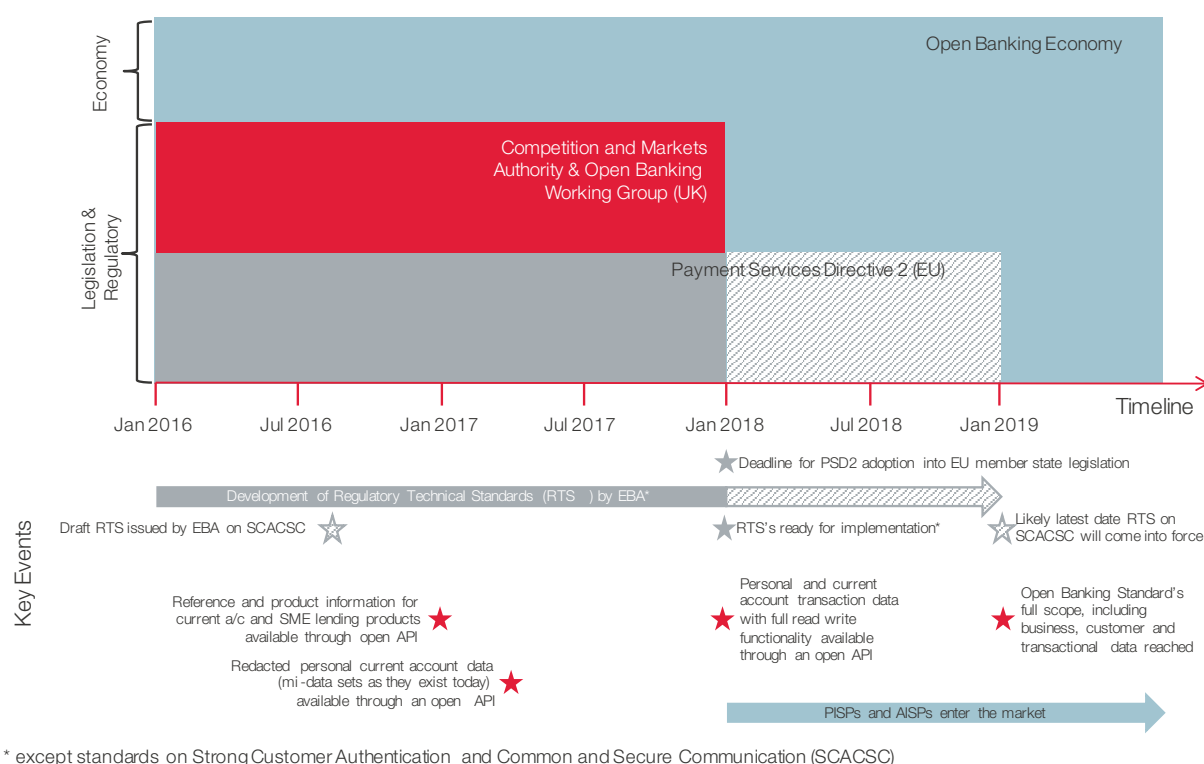 Economy
Open Banking Economy
Legislation &
Regulatory
Competition and Markets
Authority & Open Banking
Working Group (UK)
Payment Services Directive 2 (EU)
Timeline
Jan 2016
Jul 2016
Jan 2017
Jul 2017
Jan 2018
Jul 2018
Jan 2019
Key Events
Deadline for PSD2 adoption into EU member state legislation
Development of Regulatory Technical Standards (RTS ) by EBA*
Draft RTS issued by EBA on SCACSC
RTS's ready for implementation*
Likely latest date RTS on
SCACSC will come into force
Reference and product information for
current a/c and SME lending products
available through open API
Personal and current
account transaction data
with full read write
functionality available
through an open API
Open Banking Standard's
full scope, including
business, customer and
transactional data reached
Redacted personal current account data
(mi-data sets as they exist today)
available through an open API
PISPs and AISPs enter the market
* except standards on Strong Customer Authentication and Common and Secure Communication (SCACSC)